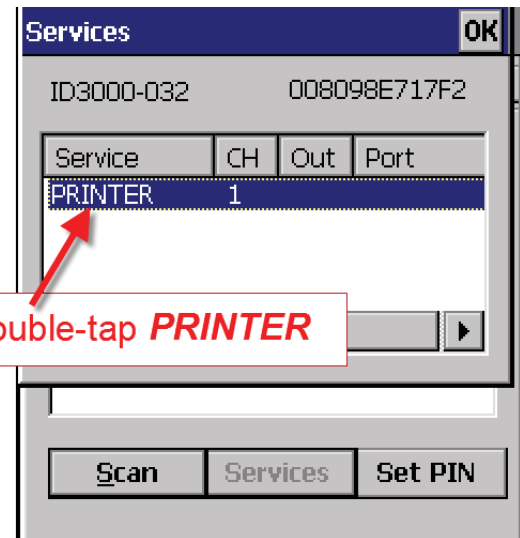 Services OK
ID3000-032 008098E717F2
Service CH Out Port
PRINTER 1
ouble-tap PRINTER
Scan Services Set PIN